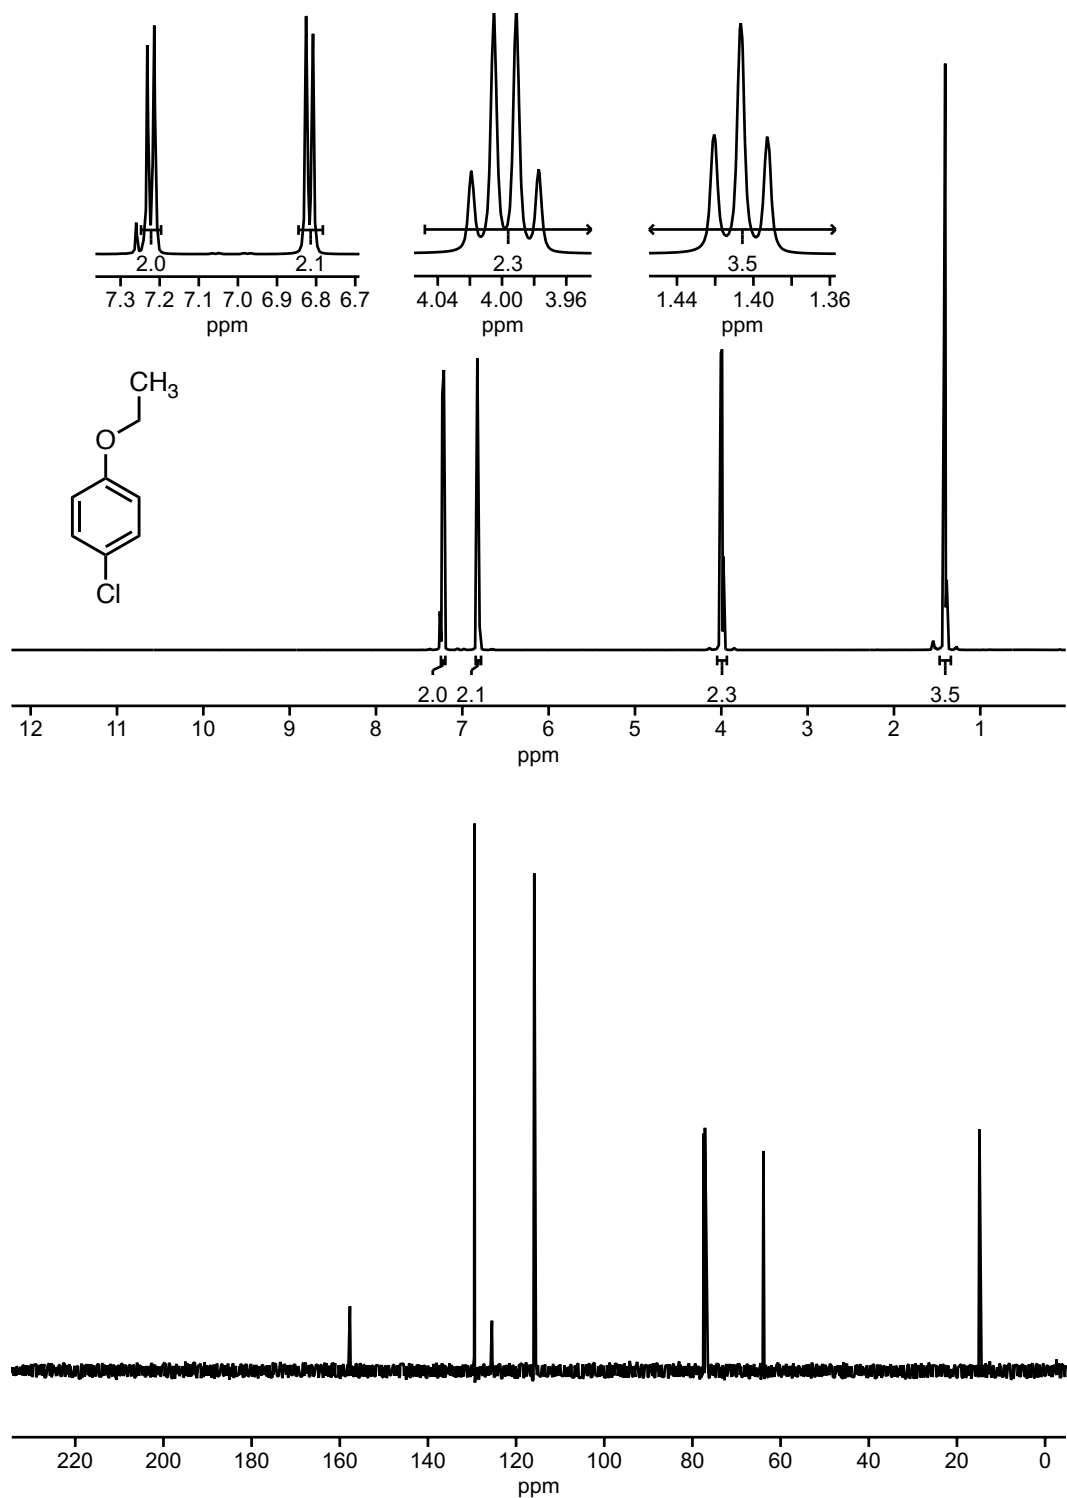 2.0 2.1
7.3 7.2 7.1 7.0 6.9 6.8 6.7
ppm
2.3
4.04 4.00 3.96
ppm
3.5
1.44 1.40 1.36
ppm
CH3
O
Cl
2.0 2.1 2.3 3.5
12 11 10 9 8 7 6 5 4 3 2 1
ppm
220 200 180 160 140 120 100 80 60 40 20 0
ppm